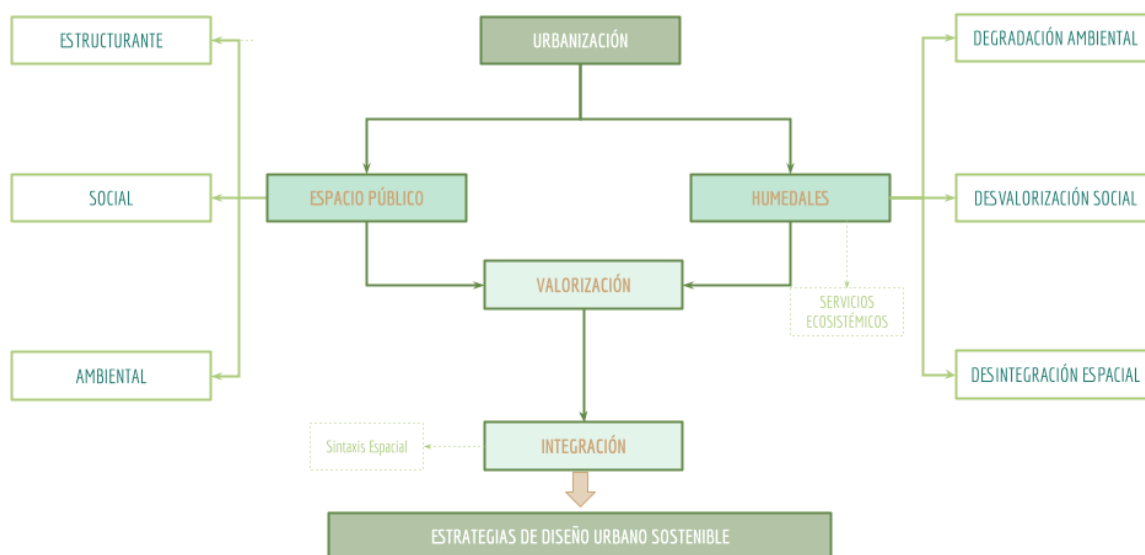 ESTRUCTURANTE
URBANIZACIÓN
DEGRADACIÓN AMBIENTAL
SOCIAL
ESPACIO PÚBLICO
HUMEDALES
DESVALORIZACIÓN SOCIAL
VALORIZACIÓN
SERVICIOS
ECOSISTÉMICOS
AMBIENTAL
DESINTEGRACIÓN ESPACIAL
Sintaxis Espacial
INTEGRACIÓN
ESTRATEGIAS DE DISEÑO URBANO SOSTENIBLE